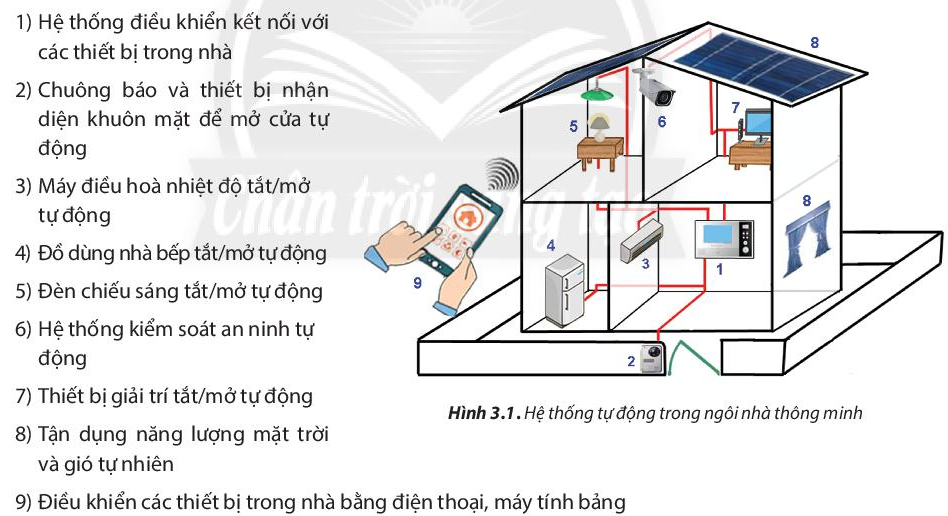 1) Hệ thống điều khiển kết nối với
các thiết bị trong nhà
2) Chuông báo và thiết bị nhận
diện khuôn mặt để mở cửa tự
động
3) Máy điều hoà nhiệt độ tắt/mở
tự động
4) Đồ dùng nhà bếp tắt/mở tự động
5) Đèn chiếu sáng tắt/mở tự động
6) Hệ thống kiểm soát an ninh tự
động
7) Thiết bị giải trí tắt/mở tự động
8) Tận dụng năng lượng mặt trời
và gió tự nhiên
9) Điều khiển các thiết bị trong nhà bằng điện thoại, máy tính bảng
Chân trời sáng tạo
8
7
5
6
8
4
3
1
9
2
Hình 3.1. Hệ thống tự động trong ngôi nhà thông minh